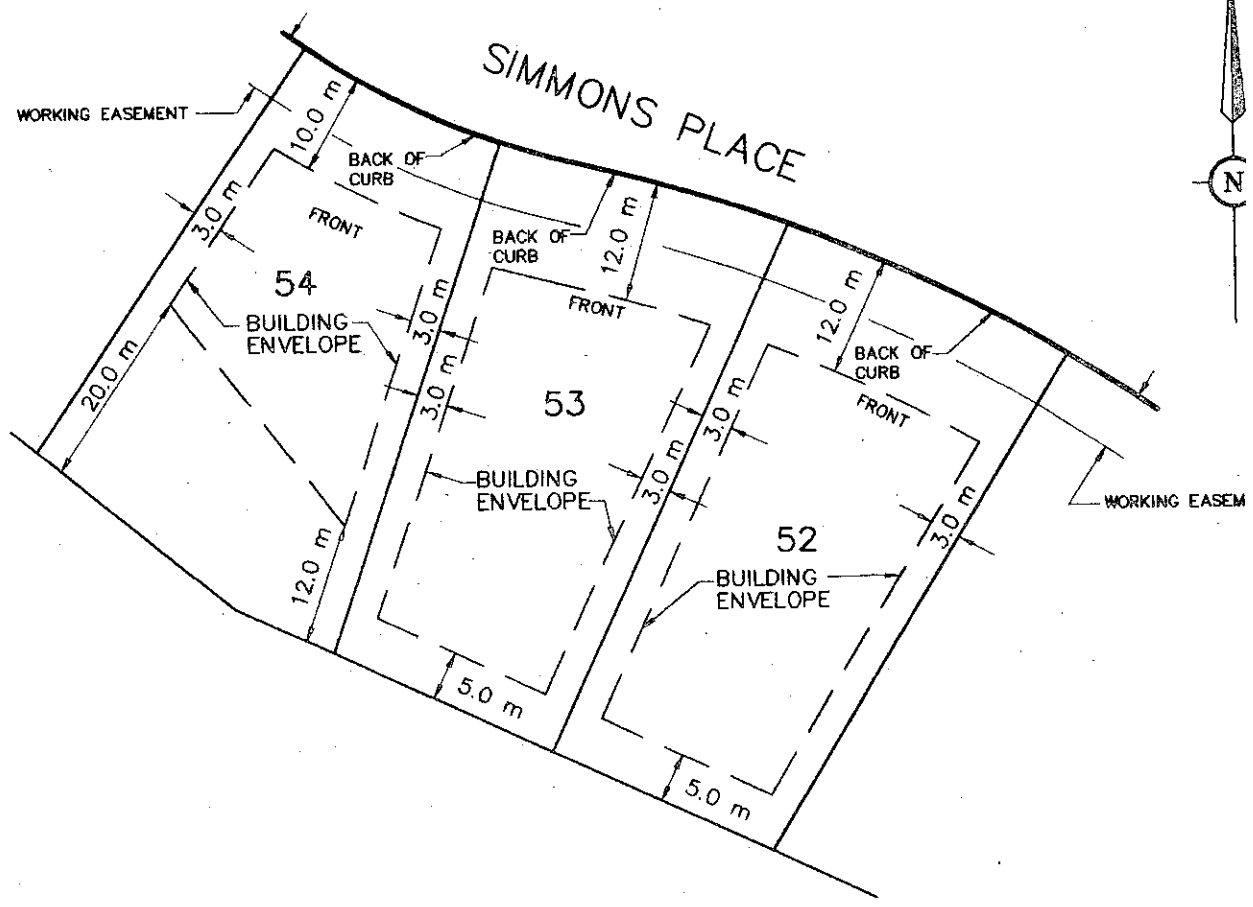 SIMMONS PLACE
N
WORKING EASEMENT
10.0 m
BACK OF
CURB
FRONT
3.0 m
54
BUILDING
ENVELOPE
3.0 m
20.0 m
12.0 m
BACK OF
CURB
12.0 m
FRONT
3.0 m
53
BUILDING
ENVELOPE
3.0 m
5.0 m
12.0 m
BACK OF
CURB
FRONT
3.0 m
52
BUILDING
ENVELOPE
3.0 m
5.0 m
WORKING EASEM